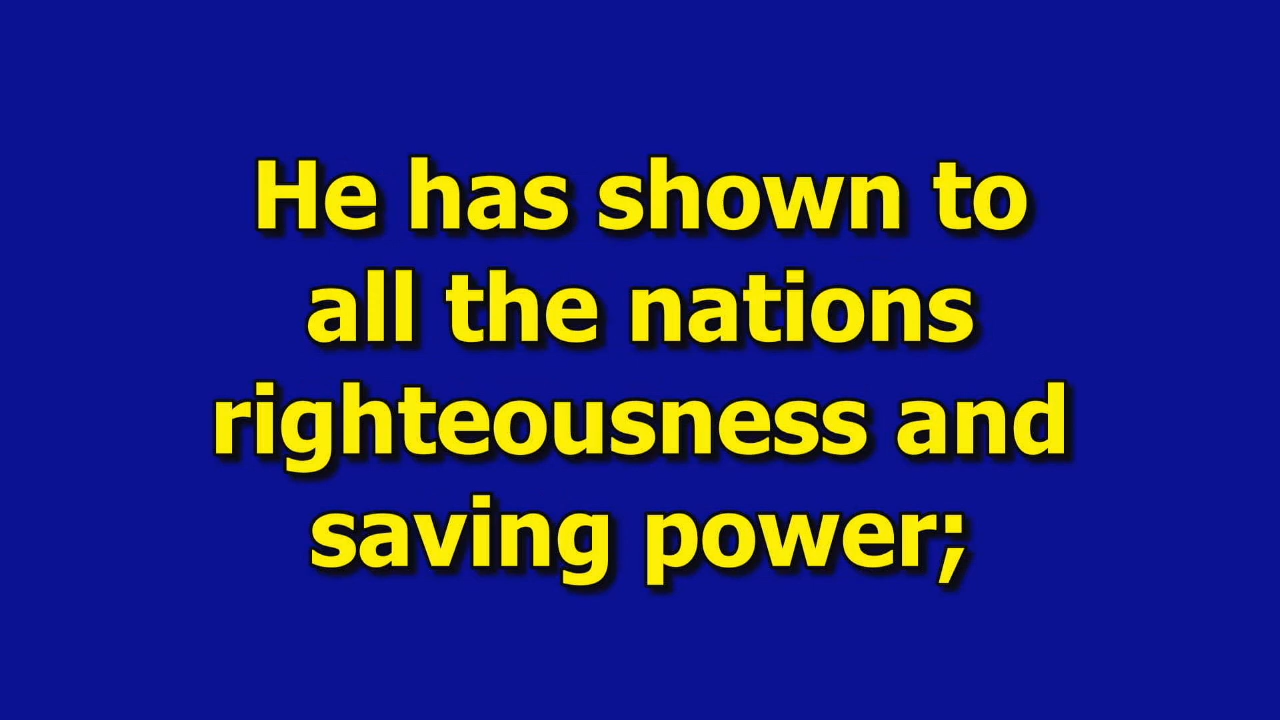 He has shown to
all the nations
righteousness and
saving power;